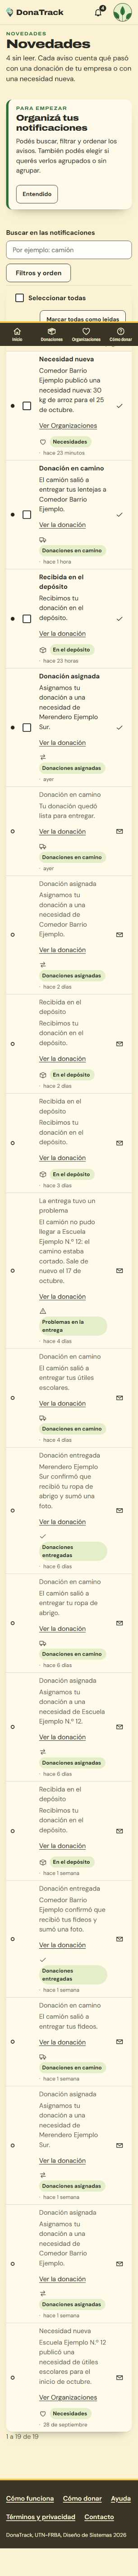 DonaTrack
4
NOVEDADES
Novedades
4 sin leer. Cada aviso cuenta qué pasó
con una donación de tu empresa o con
una necesidad nueva.
PARA EMPEZAR
Organizá tus
notificaciones
Podés buscar, filtrar y ordenar tus
avisos. También podés elegir si
querés verlos agrupados o sin
agrupar.
Entendido
Buscar en las notificaciones
Por ejemplo: camión
Filtros y orden
Seleccionar todas
Marcar todas como leídas
Inicio
Donaciones
Organizaciones
Cómo donar
Necesidad nueva
Comedor Barrio
Ejemplo publicó una
necesidad nueva: 30
kg de arroz para el 25
de octubre.
Ver Organizaciones
Necesidades
· hace 23 minutos
Donación en camino
El camión salió a
entregar tus lentejas a
Comedor Barrio
Ejemplo.
Ver la donación
Donaciones en camino
· hace 1 hora
Recibida en el
depósito
Recibimos tu
donación en el
depósito.
Ver la donación
En el depósito
· hace 23 horas
Donación asignada
Asignamos tu
donación a una
necesidad de
Merendero Ejemplo
Sur.
Ver la donación
Donaciones asignadas
· ayer
Donación en camino
Tu donación quedó
lista para entregar.
Ver la donación
Donaciones en camino
· ayer
Donación asignada
Asignamos tu
donación a una
necesidad de
Comedor Barrio
Ejemplo.
Ver la donación
Donaciones asignadas
· hace 2 días
Recibida en el
depósito
Recibimos tu
donación en el
depósito.
Ver la donación
En el depósito
· hace 2 días
Recibida en el
depósito
Recibimos tu
donación en el
depósito.
Ver la donación
En el depósito
· hace 3 días
La entrega tuvo un
problema
El camión no pudo
llegar a Escuela
Ejemplo N.º 12: el
camino estaba
cortado. Sale de
nuevo el 17 de
octubre.
Ver la donación
Problemas en la
entrega
· hace 4 días
Donación en camino
El camión salió a
entregar tus útiles
escolares.
Ver la donación
Donaciones en camino
· hace 4 días
Donación entregada
Merendero Ejemplo
Sur confirmó que
recibió tu ropa de
abrigo y sumó una
foto.
Ver la donación
Donaciones
entregadas
· hace 6 días
Donación en camino
El camión salió a
entregar tu ropa de
abrigo.
Ver la donación
Donaciones en camino
· hace 6 días
Donación asignada
Asignamos tu
donación a una
necesidad de Escuela
Ejemplo N.º 12.
Ver la donación
Donaciones asignadas
· hace 6 días
Recibida en el
depósito
Recibimos tu
donación en el
depósito.
Ver la donación
En el depósito
· hace 1 semana
Donación entregada
Comedor Barrio
Ejemplo confirmó que
recibió tus fideos y
sumó una foto.
Ver la donación
Donaciones
entregadas
· hace 1 semana
Donación en camino
El camión salió a
entregar tus fideos.
Ver la donación
Donaciones en camino
· hace 1 semana
Donación asignada
Asignamos tu
donación a una
necesidad de
Merendero Ejemplo
Sur.
Ver la donación
Donaciones asignadas
· hace 1 semana
Donación asignada
Asignamos tu
donación a una
necesidad de
Comedor Barrio
Ejemplo.
Ver la donación
Donaciones asignadas
· hace 1 semana
Necesidad nueva
Escuela Ejemplo N.º 12
publicó una
necesidad de útiles
escolares para el
inicio de octubre.
Ver Organizaciones
Necesidades
· 28 de septiembre
1 a 19 de 19
Cómo funciona
Cómo donar
Ayuda
Términos y privacidad
Contacto
DonaTrack, UTN-FRBA, Diseño de Sistemas 2026